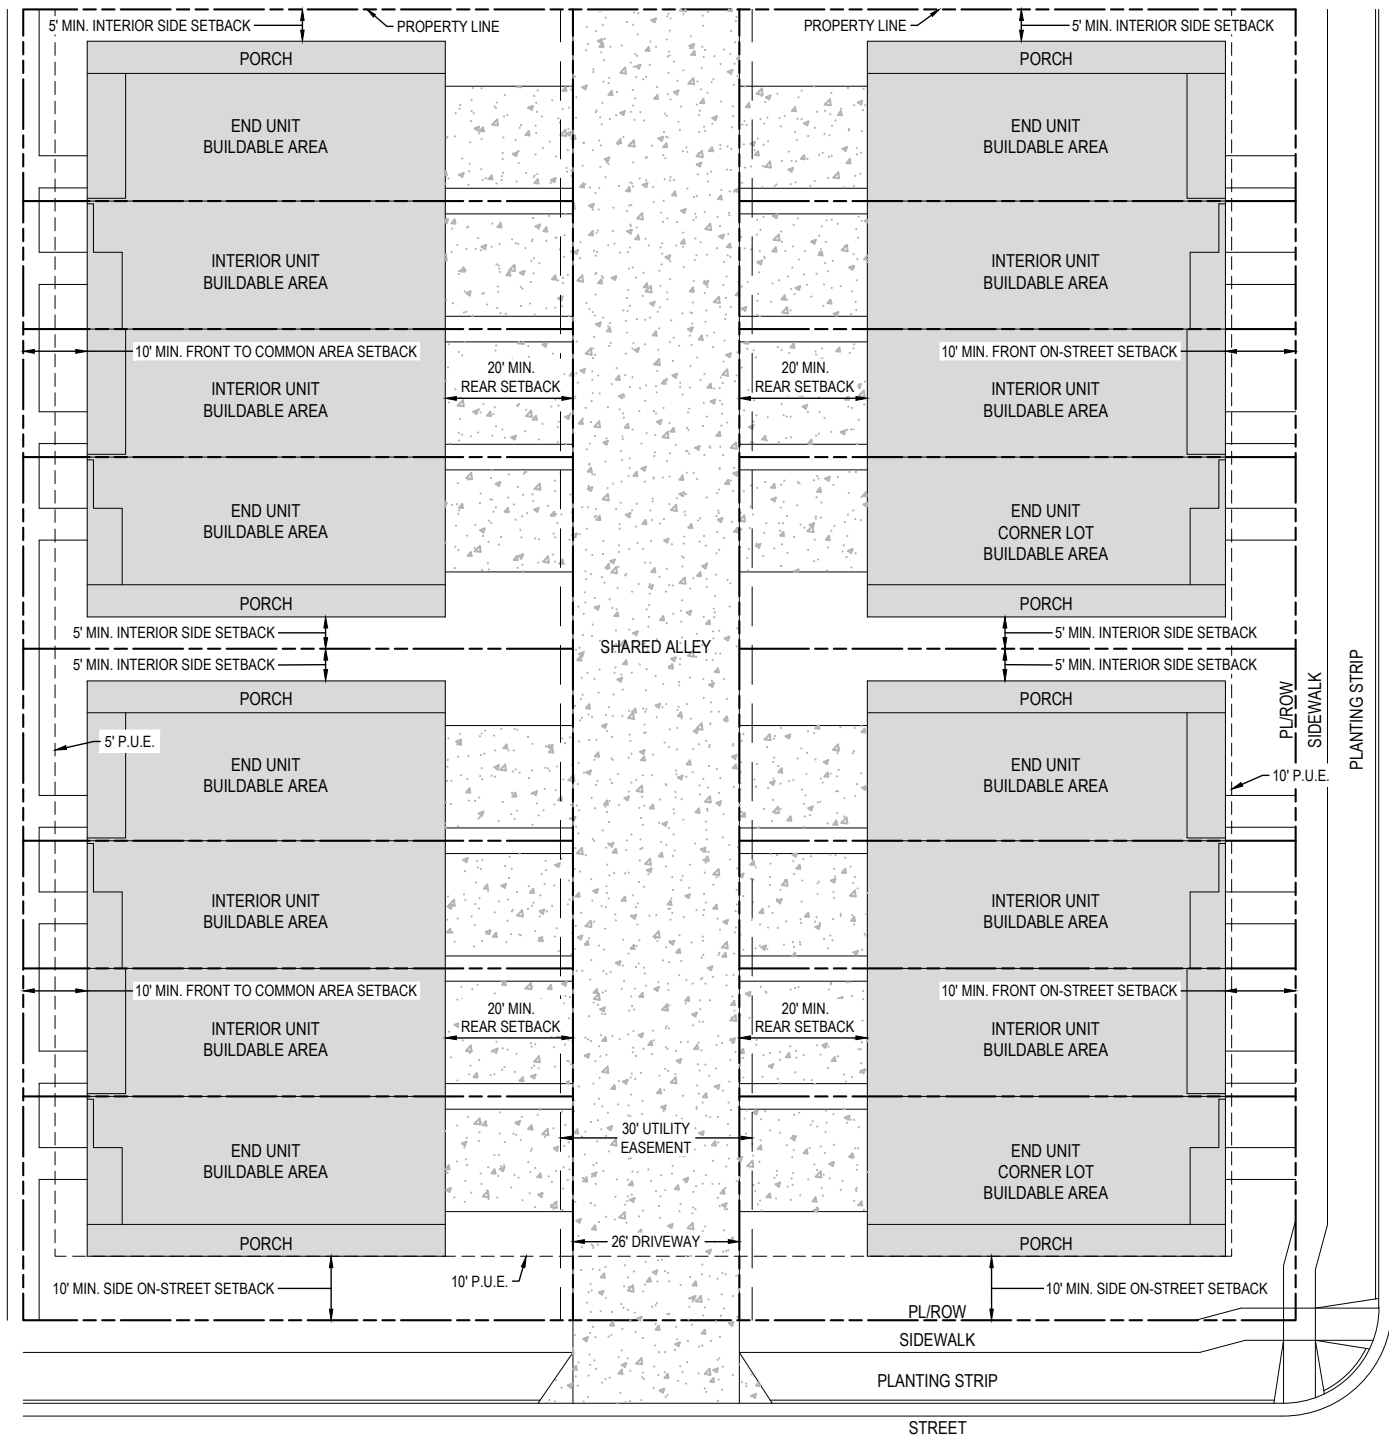 5' MIN. INTERIOR SIDE SETBACK
PROPERTY LINE
PROPERTY LINE
5' MIN. INTERIOR SIDE SETBACK
PORCH
PORCH
END UNIT
BUILDABLE AREA
END UNIT
BUILDABLE AREA
INTERIOR UNIT
BUILDABLE AREA
INTERIOR UNIT
BUILDABLE AREA
10' MIN. FRONT TO COMMON AREA SETBACK
20' MIN.
REAR SETBACK
20' MIN.
REAR SETBACK
10' MIN. FRONT ON-STREET SETBACK
INTERIOR UNIT
BUILDABLE AREA
INTERIOR UNIT
BUILDABLE AREA
END UNIT
BUILDABLE AREA
END UNIT
CORNER LOT
BUILDABLE AREA
PORCH
PORCH
5' MIN. INTERIOR SIDE SETBACK
SHARED ALLEY
5' MIN. INTERIOR SIDE SETBACK
5' MIN. INTERIOR SIDE SETBACK
5' MIN. INTERIOR SIDE SETBACK
PORCH
PORCH
PL/ROW
SIDEWALK
PLANTING STRIP
5' P.U.E.
END UNIT
BUILDABLE AREA
END UNIT
BUILDABLE AREA
10' P.U.E.
INTERIOR UNIT
BUILDABLE AREA
INTERIOR UNIT
BUILDABLE AREA
10' MIN. FRONT TO COMMON AREA SETBACK
20' MIN.
REAR SETBACK
20' MIN.
REAR SETBACK
10' MIN. FRONT ON-STREET SETBACK
INTERIOR UNIT
BUILDABLE AREA
INTERIOR UNIT
BUILDABLE AREA
30' UTILITY
EASEMENT
END UNIT
BUILDABLE AREA
END UNIT
CORNER LOT
BUILDABLE AREA
PORCH
26' DRIVEWAY
PORCH
10' MIN. SIDE ON-STREET SETBACK
10' P.U.E.
10' MIN. SIDE ON-STREET SETBACK
PL/ROW
SIDEWALK
PLANTING STRIP
STREET